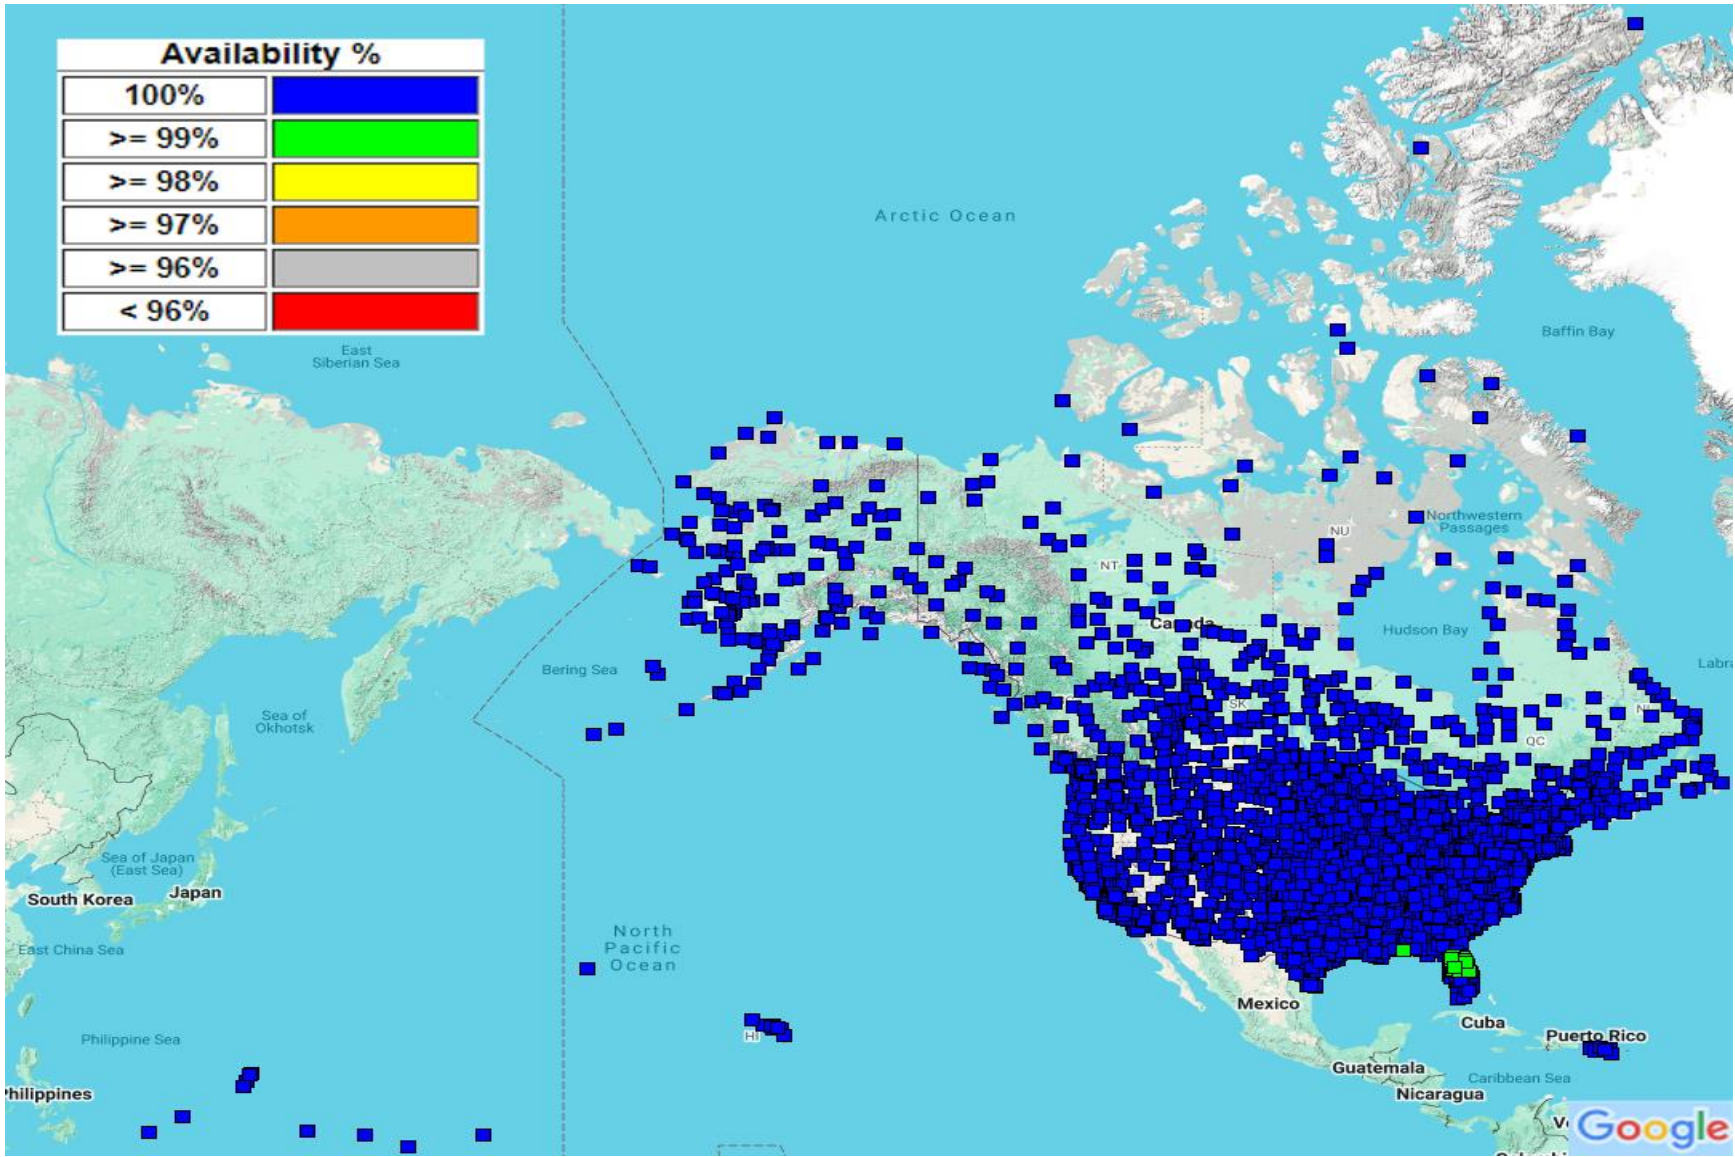 Availability %
100%
>= 99%
>= 98%
>= 97%
>= 96%
< 96%
Arctic Ocean
East
Siberian Sea
Baffin Bay
Northwestern
Passages
NU
NT
Canada
Hudson Bay
Bering Sea
Labra
SK
NL
QC
Sea of
Okhotsk
Sea of Japan
(East Sea)
South Korea
Japan
East China Sea
North
Pacific
Ocean
Mexico
Cuba
HI
Puerto Rico
Philippine Sea
Guatemala
Caribbean Sea
Philippines
Nicaragua
Google